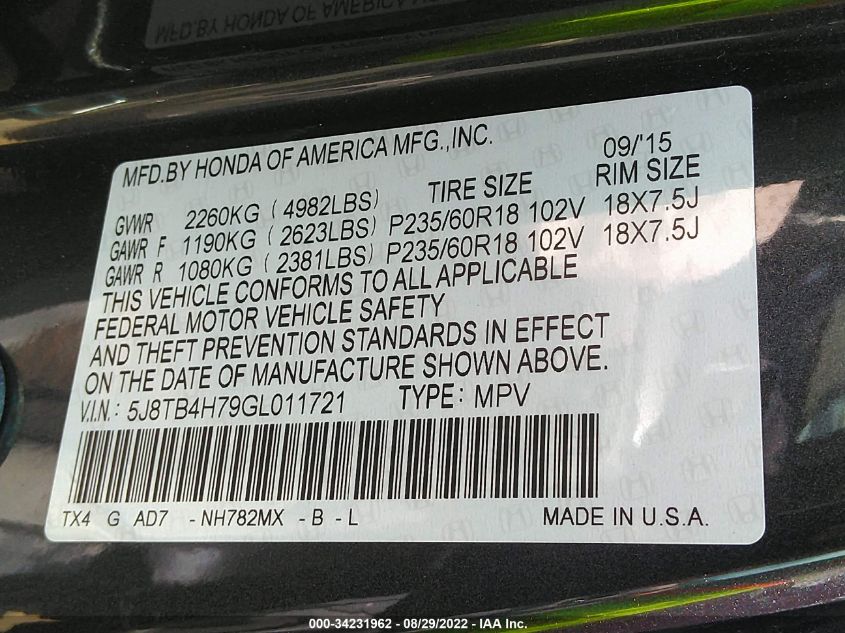 MFD.BY HONDA OF AMERICA MFG.,INC. 09/'15
GVWR 2260KG (4982LBS) TIRE SIZE RIM SIZE
GAWR F 1190KG (2623LBS) P235/60R18 102V 18X7.5J
GAWR R 1080KG (2381LBS) P235/60R18 102V 18X7.5J
THIS VEHICLE CONFORMS TO ALL APPLICABLE
FEDERAL MOTOR VEHICLE SAFETY
AND THEFT PREVENTION STANDARDS IN EFFECT
ON THE DATE OF MANUFACTURE SHOWN ABOVE.
V.I.N.: 5J8TB4H79GL011721 TYPE: MPV
TX4 G AD7 -NH782MX -B -L MADE IN U.S.A.
000-34231962 - 08/29/2022 - IAA Inc.